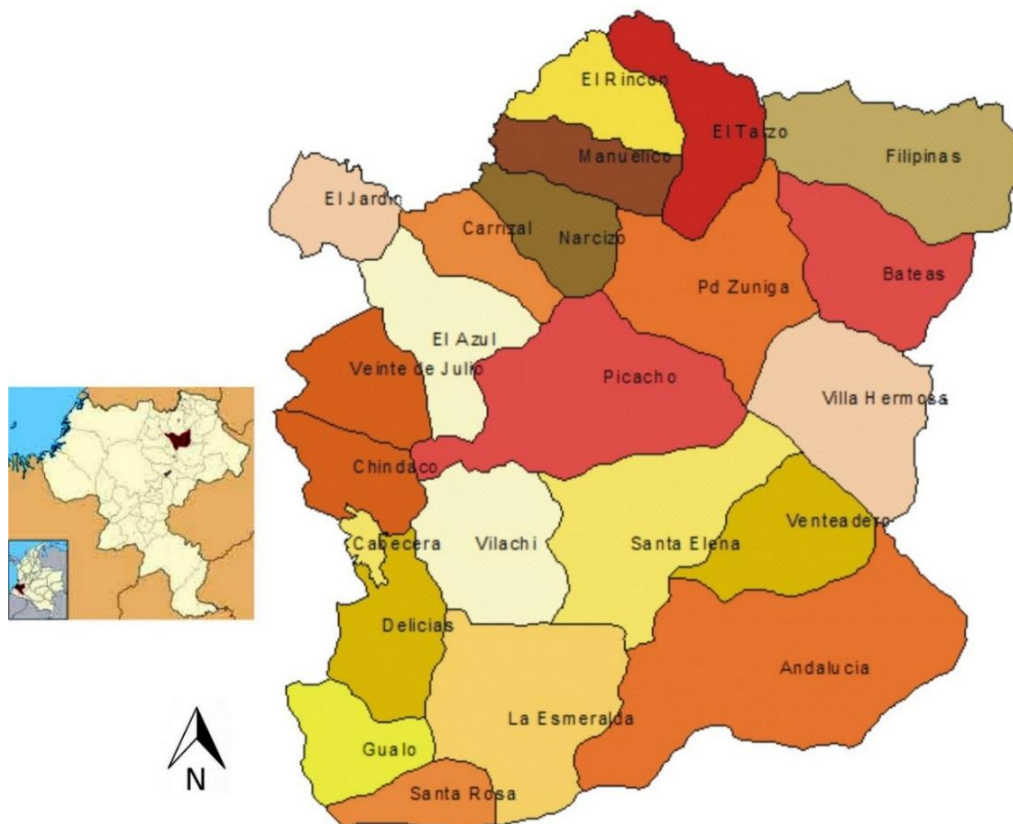 El Rincon
El Tarzo
Manuelico
Filipinas
El Jardin
Carrizal
Narcizo
Bateas
Pd Zuniga
El Azul
Veinte de Julio
Picacho
Villa Hermosa
Chindaco
Venteadero
Cabecera
Vilachi
Santa Elena
Delicias
Andalucia
La Esmeralda
Gualo
Santa Rosa
N